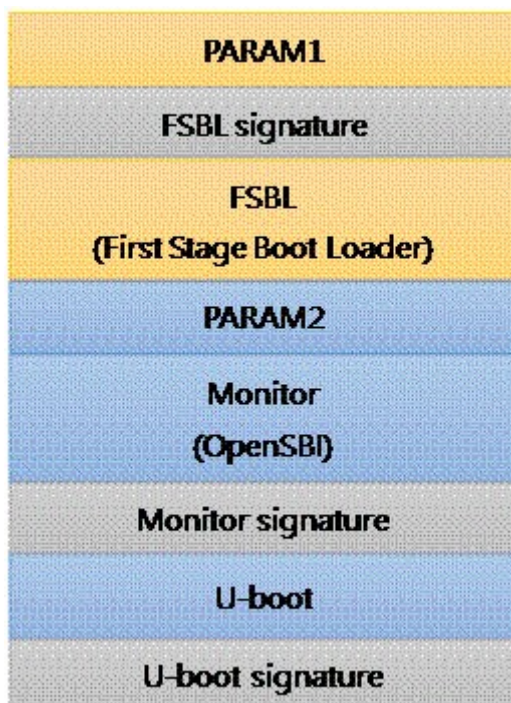 PARAM1
FSBL signature
FSBL
(First Stage Boot Loader)
PARAM2
Monitor
(OpenSBI)
Monitor signature
U-boot
U-boot signature